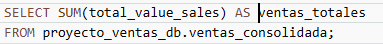 SELECT SUM(total_value_sales) AS ventas_totales
FROM proyecto_ventas_db.ventas_consolidada;